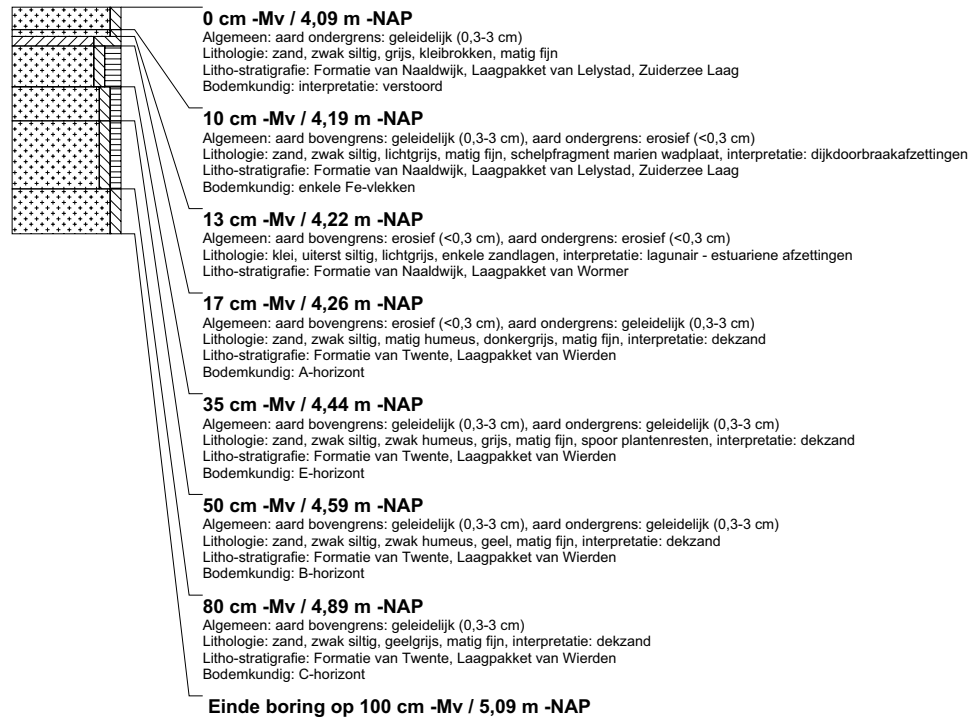 0 cm -Mv / 4,09 m -NAP
Algemeen: aard ondergrens: geleidelijk (0,3-3 cm)
Lithologie: zand, zwak siltig, grijs, kleibrokken, matig fijn
Litho-stratigrafie: Formatie van Naaldwijk, Laagpakket van Lelystad, Zuiderzee Laag
Bodemkundig: interpretatie: verstoord
10 cm -Mv / 4,19 m -NAP
Algemeen: aard bovengrens: geleidelijk (0,3-3 cm), aard ondergrens: erosief (<0,3 cm)
Lithologie: zand, zwak siltig, lichtgrijs, matig fijn, schelpfragment marien wadplaat, interpretatie: dijkdoorbraakafzettingen
Litho-stratigrafie: Formatie van Naaldwijk, Laagpakket van Lelystad, Zuiderzee Laag
Bodemkundig: enkele Fe-vlekken
13 cm -Mv / 4,22 m -NAP
Algemeen: aard bovengrens: erosief (<0,3 cm), aard ondergrens: erosief (<0,3 cm)
Lithologie: klei, uiterst siltig, lichtgrijs, enkele zandlagen, interpretatie: lagunair - estuariene afzettingen
Litho-stratigrafie: Formatie van Naaldwijk, Laagpakket van Wormer
17 cm -Mv / 4,26 m -NAP
Algemeen: aard bovengrens: erosief (<0,3 cm), aard ondergrens: geleidelijk (0,3-3 cm)
Lithologie: zand, zwak siltig, matig humeus, donkergrijs, matig fijn, interpretatie: dekzand
Litho-stratigrafie: Formatie van Twente, Laagpakket van Wierden
Bodemkundig: A-horizont
35 cm -Mv / 4,44 m -NAP
Algemeen: aard bovengrens: geleidelijk (0,3-3 cm), aard ondergrens: geleidelijk (0,3-3 cm)
Lithologie: zand, zwak siltig, zwak humeus, grijs, matig fijn, spoor plantenresten, interpretatie: dekzand
Litho-stratigrafie: Formatie van Twente, Laagpakket van Wierden
Bodemkundig: E-horizont
50 cm -Mv / 4,59 m -NAP
Algemeen: aard bovengrens: geleidelijk (0,3-3 cm), aard ondergrens: geleidelijk (0,3-3 cm)
Lithologie: zand, zwak siltig, zwak humeus, geel, matig fijn, interpretatie: dekzand
Litho-stratigrafie: Formatie van Twente, Laagpakket van Wierden
Bodemkundig: B-horizont
80 cm -Mv / 4,89 m -NAP
Algemeen: aard bovengrens: geleidelijk (0,3-3 cm)
Lithologie: zand, zwak siltig, geelgrijs, matig fijn, interpretatie: dekzand
Litho-stratigrafie: Formatie van Twente, Laagpakket van Wierden
Bodemkundig: C-horizont
Einde boring op 100 cm -Mv / 5,09 m -NAP